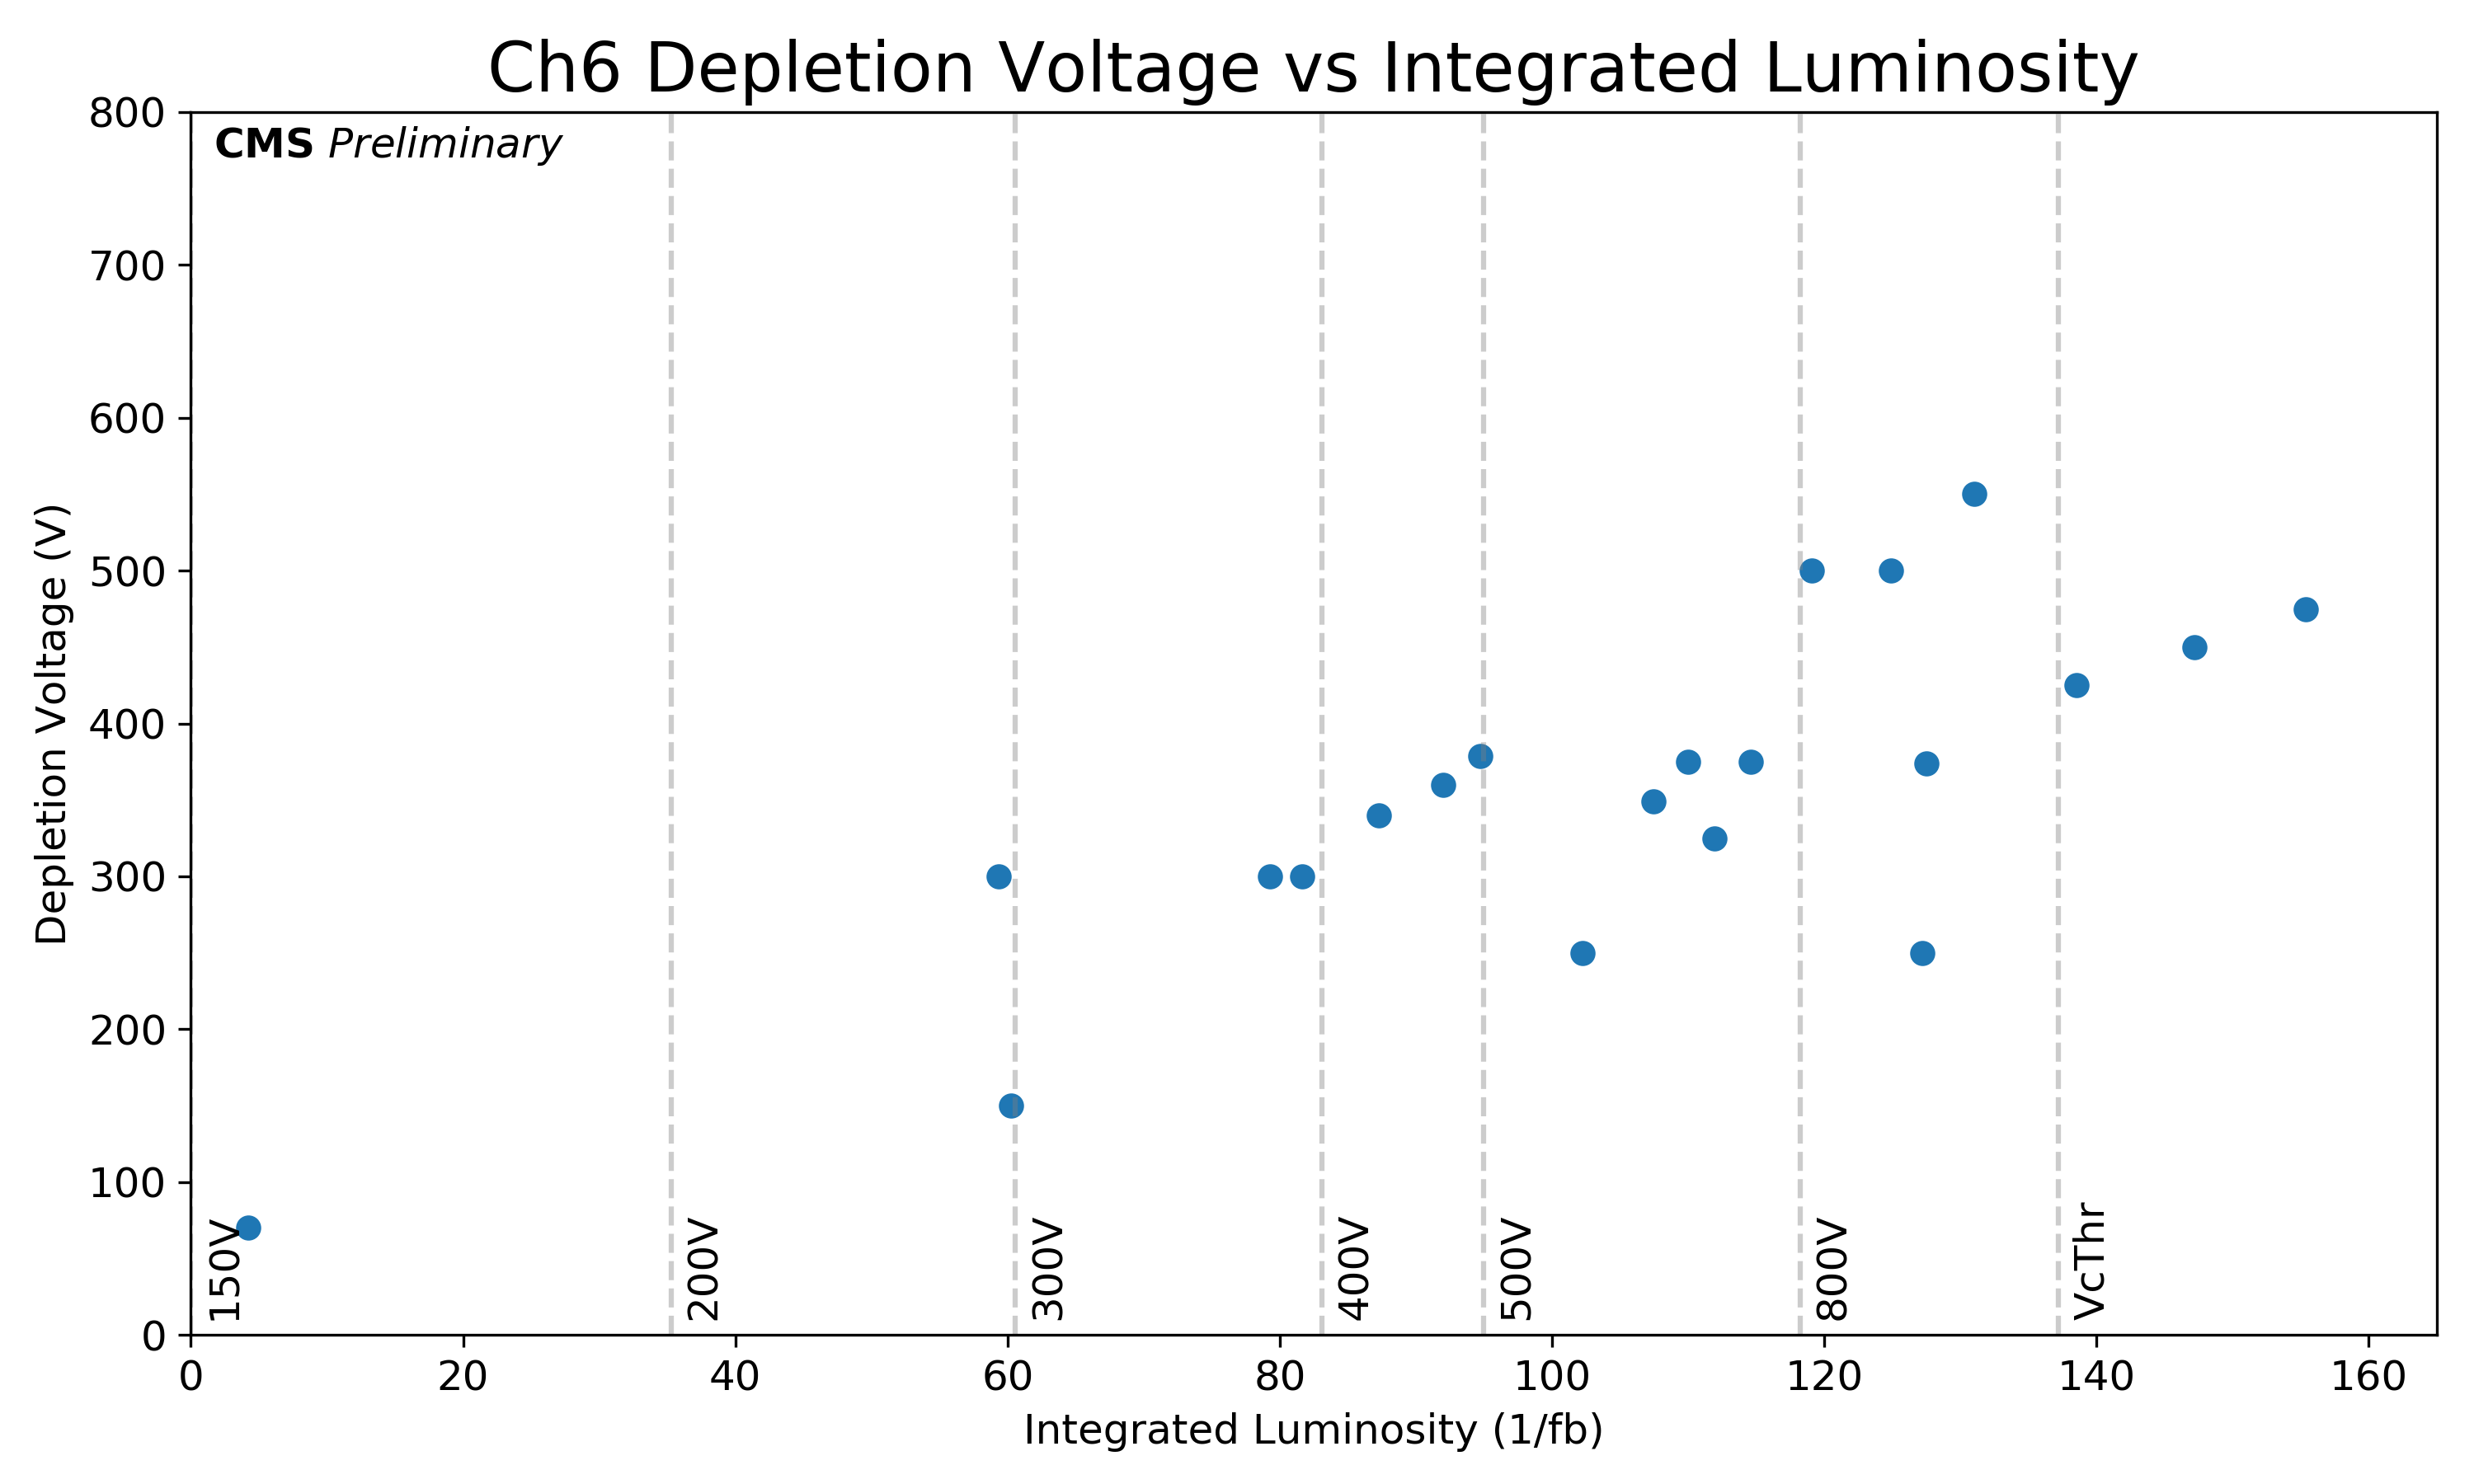 Ch6 Depletion Voltage vs Integrated Luminosity
CMS Preliminary
800
700
600
500
400
300
200
100
0
Depletion Voltage (V)
150V
200V
300V
400V
500V
800V
VcThr
0 20 40 60 80 100 120 140 160
Integrated Luminosity (1/fb)